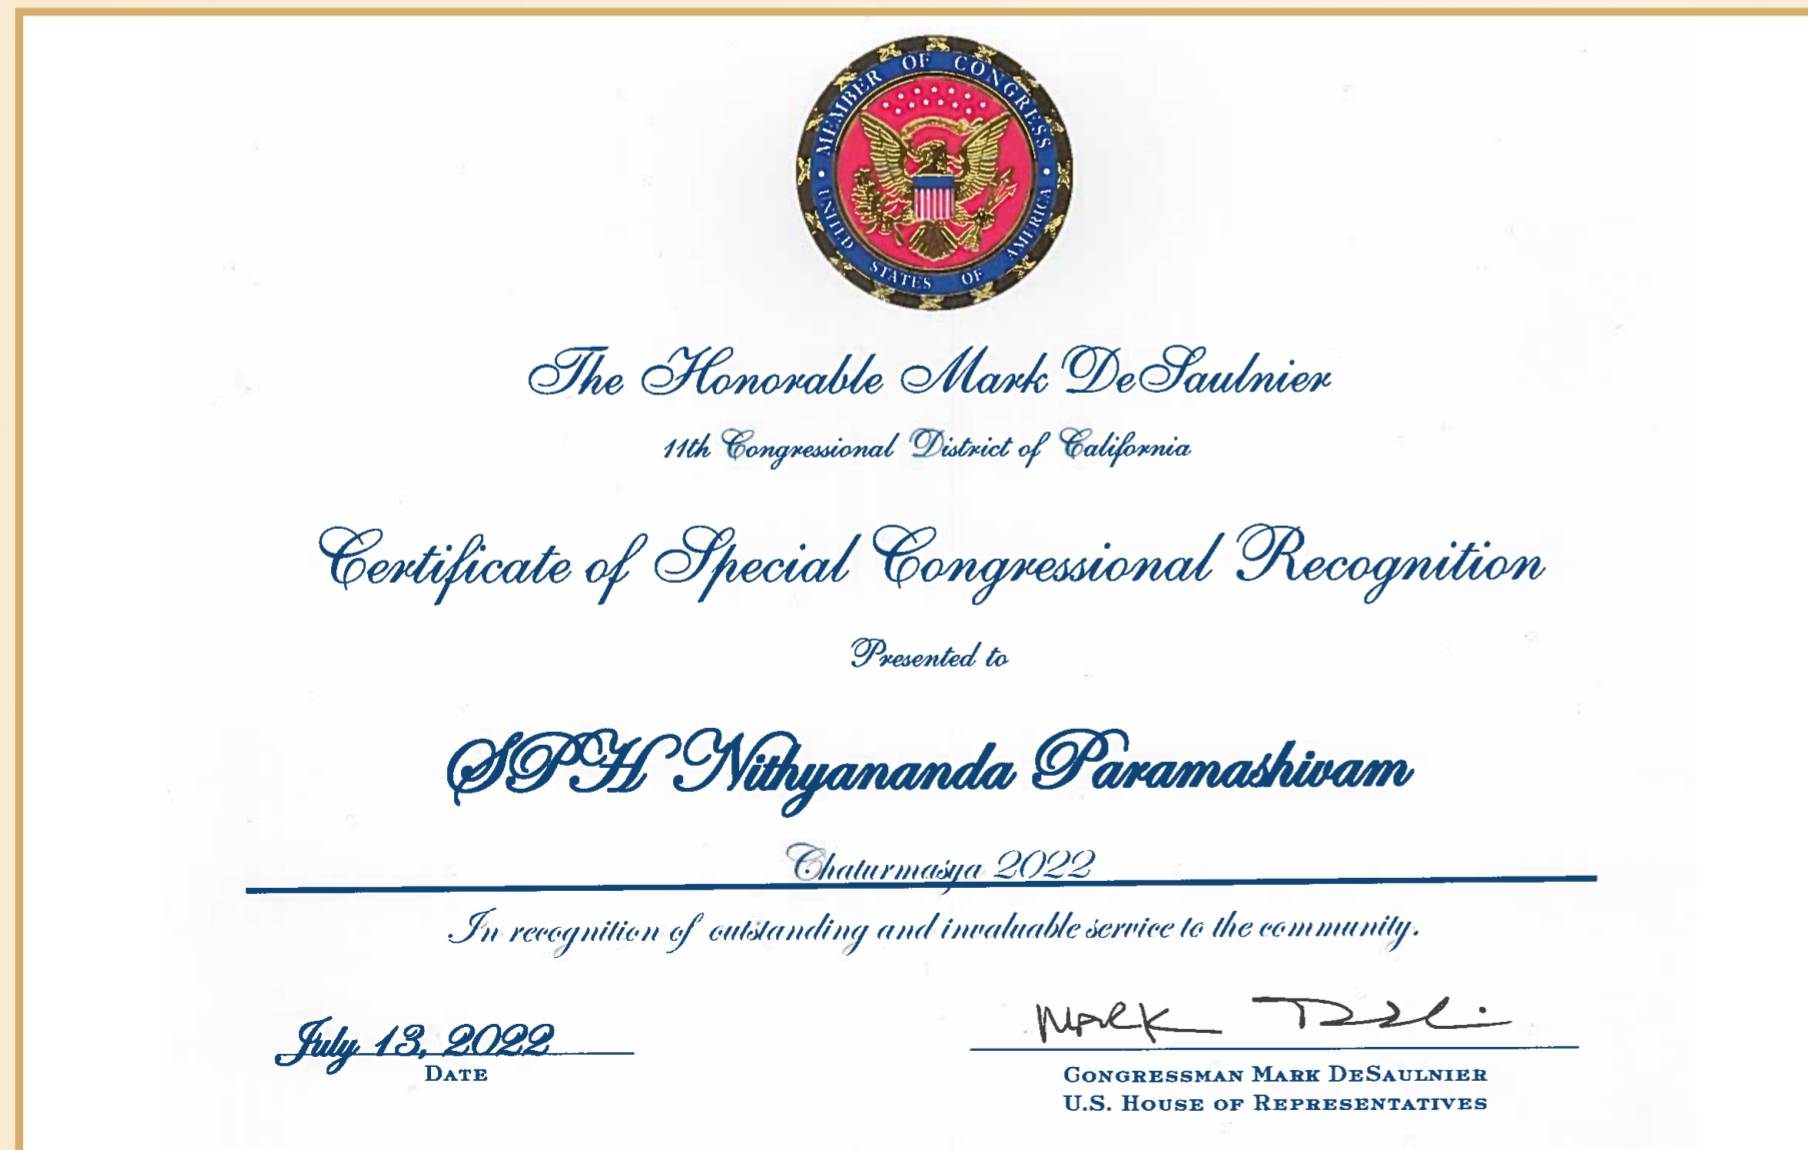 MEMBER OF CONGRESS
UNITED STATES OF AMERICA
The Honorable Mark DeSaulnier
11th Congressional District of California
Certificate of Special Congressional Recognition
Presented to
SPH Nithyananda Paramashivam
Chaturmasya 2022
In recognition of outstanding and invaluable service to the community.
July 13, 2022
DATE
CONGRESSMAN MARK DESAULNIER
U.S. HOUSE OF REPRESENTATIVES